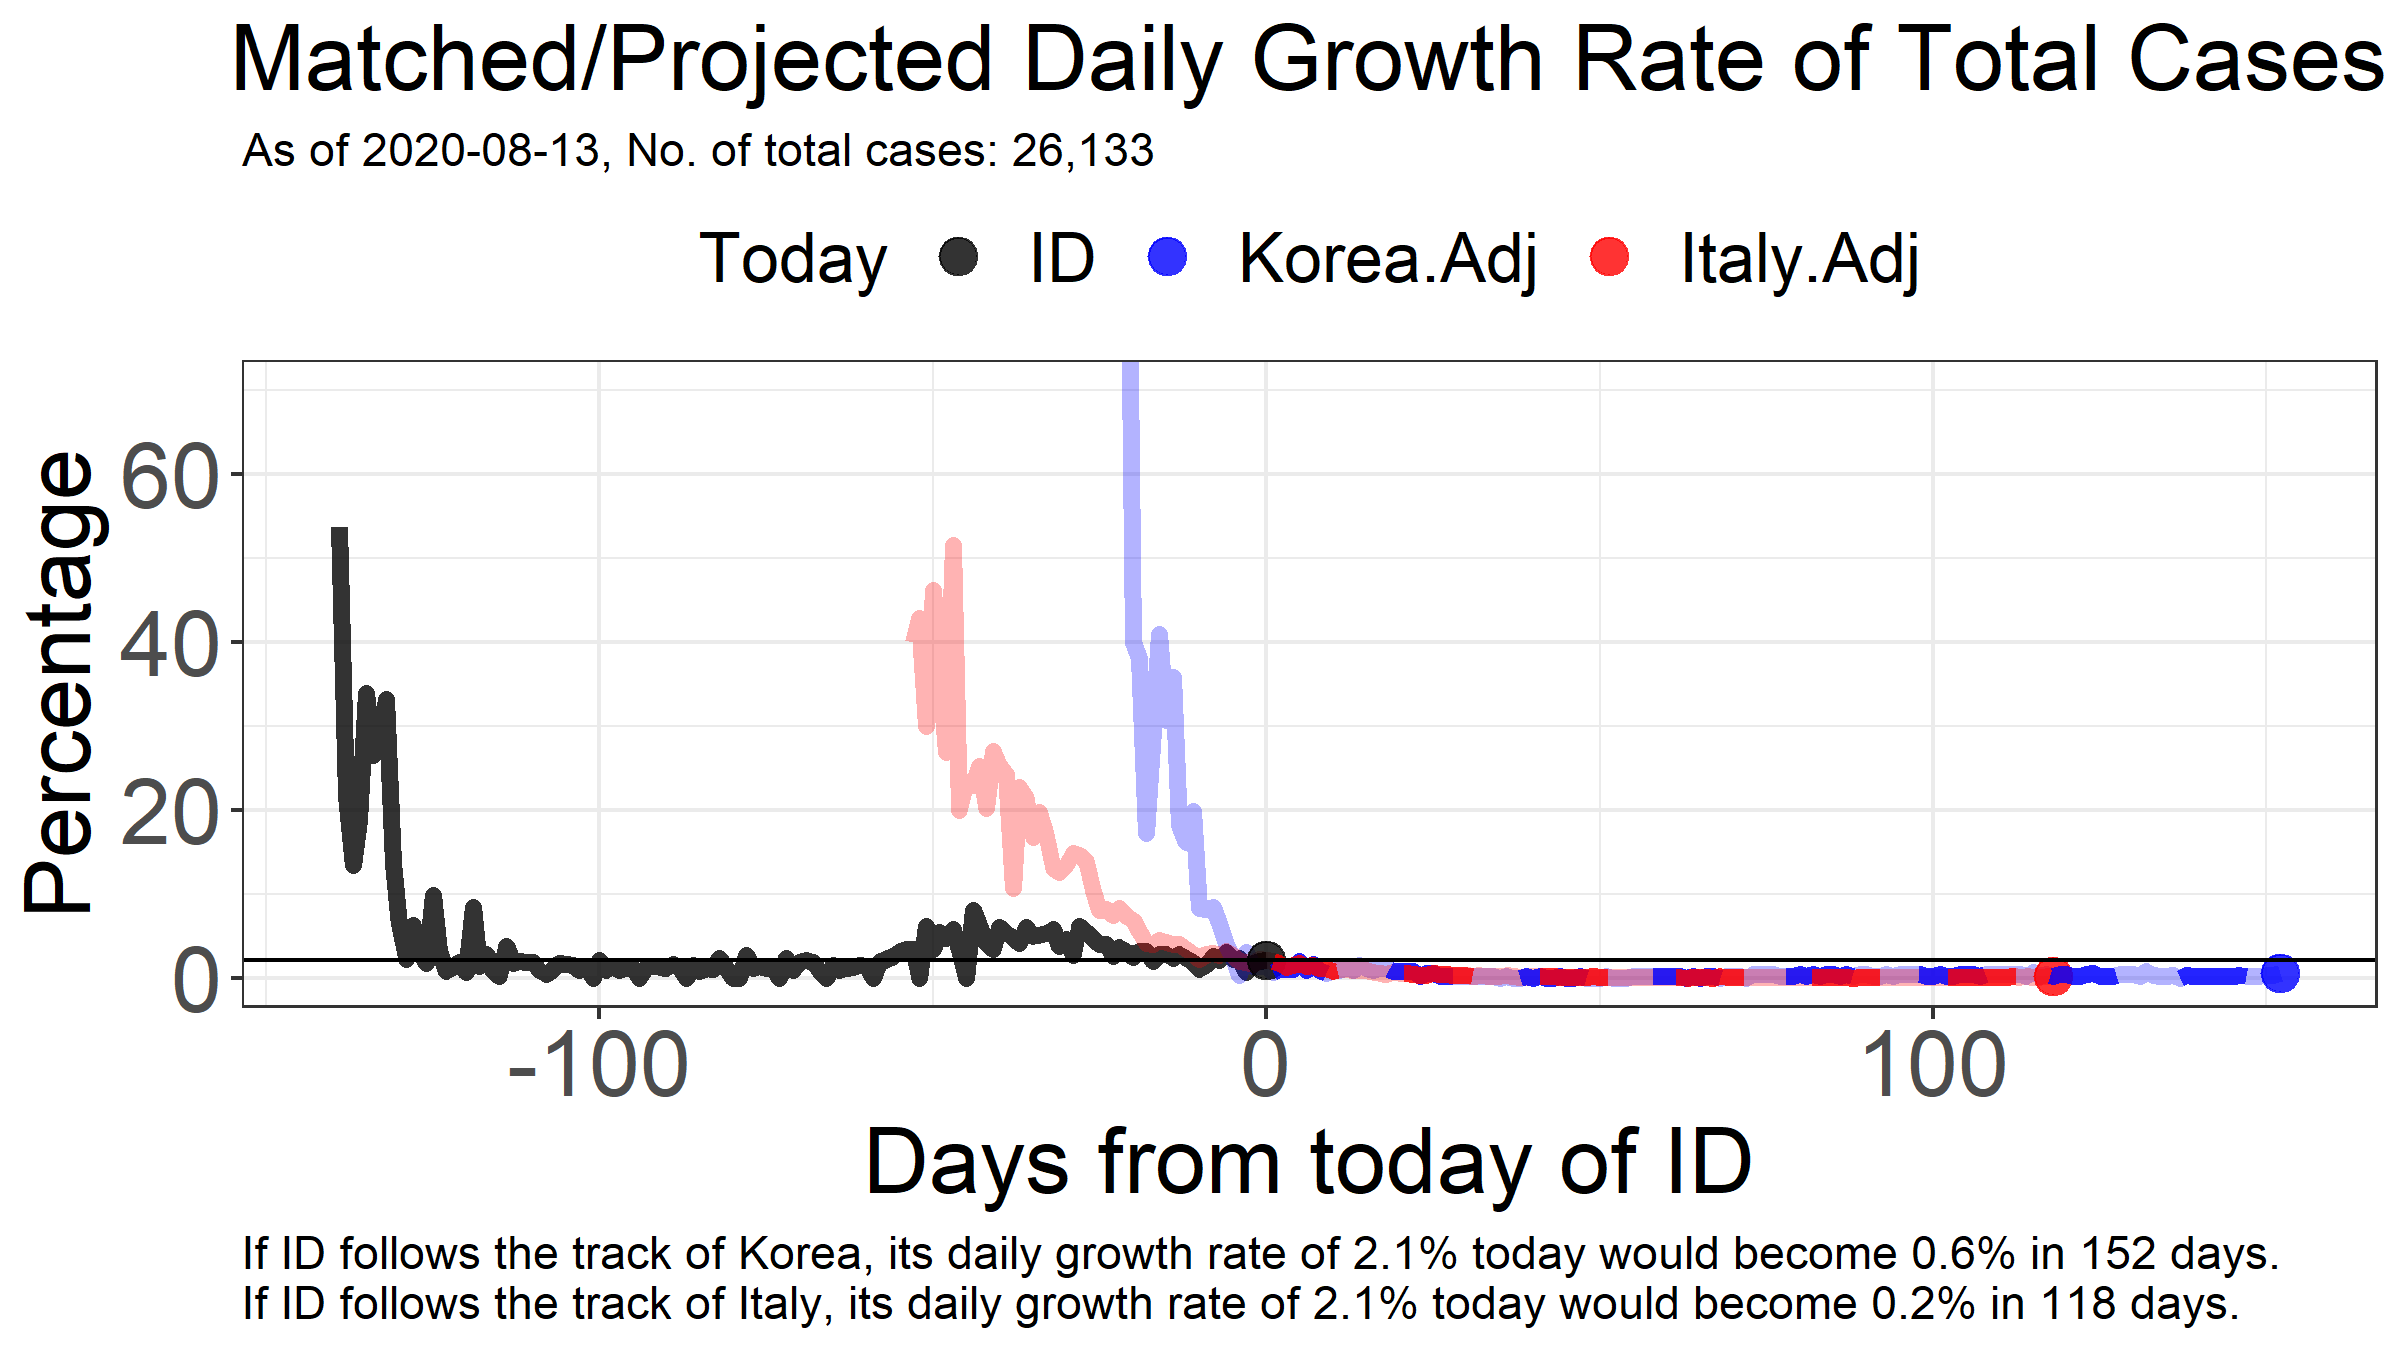 Matched/Projected Daily Growth Rate of Total Cases
As of 2020-08-13, No. of total cases: 26,133
Today ID Korea.Adj Italy.Adj
Percentage
60
40
20
0
-100 0 100
Days from today of ID
If ID follows the track of Korea, its daily growth rate of 2.1% today would become 0.6% in 152 days.
If ID follows the track of Italy, its daily growth rate of 2.1% today would become 0.2% in 118 days.